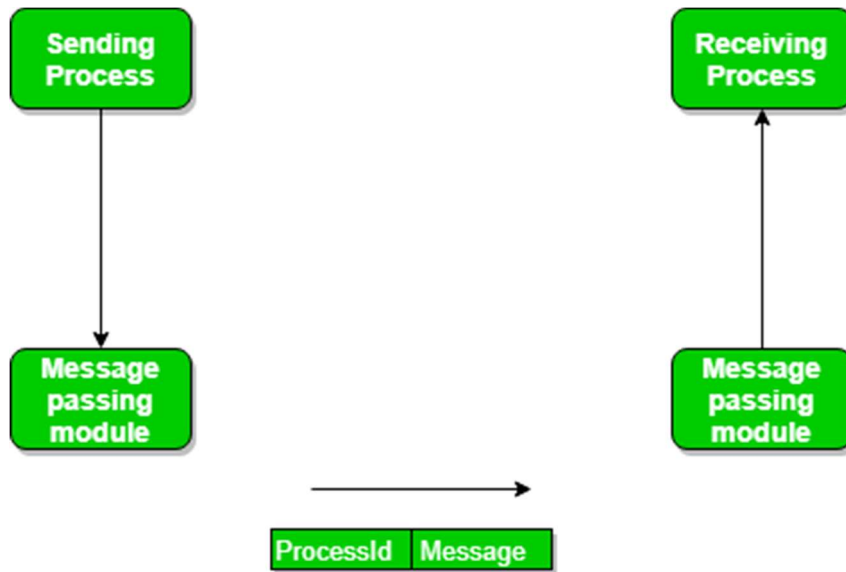 Sending
Process
Receiving
Process
Message
passing
module
Message
passing
module
ProcessId Message